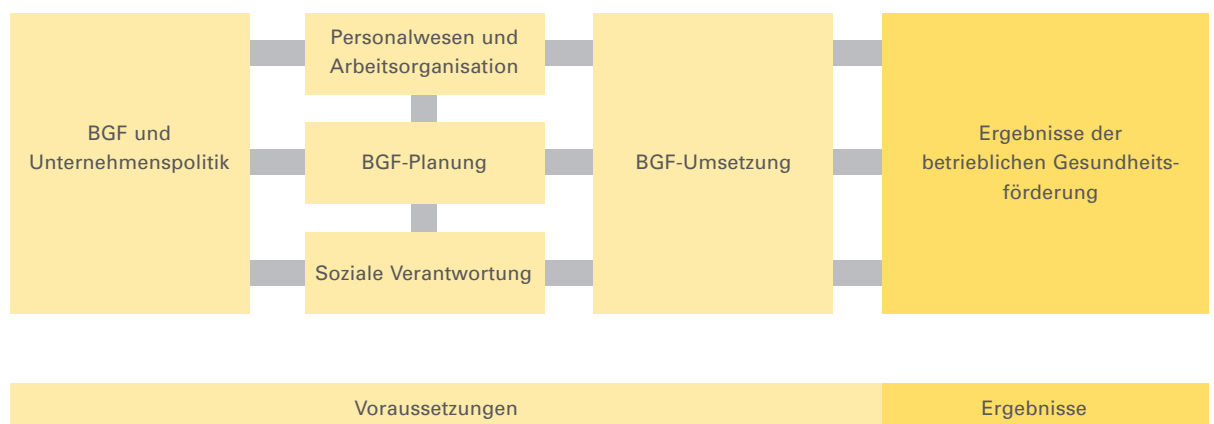 BGF und
Unternehmenspolitik
Personalwesen und
Arbeitsorganisation
BGF-Planung
Soziale Verantwortung
BGF-Umsetzung
Ergebnisse der
betrieblichen Gesundheits-
förderung
Voraussetzungen
Ergebnisse